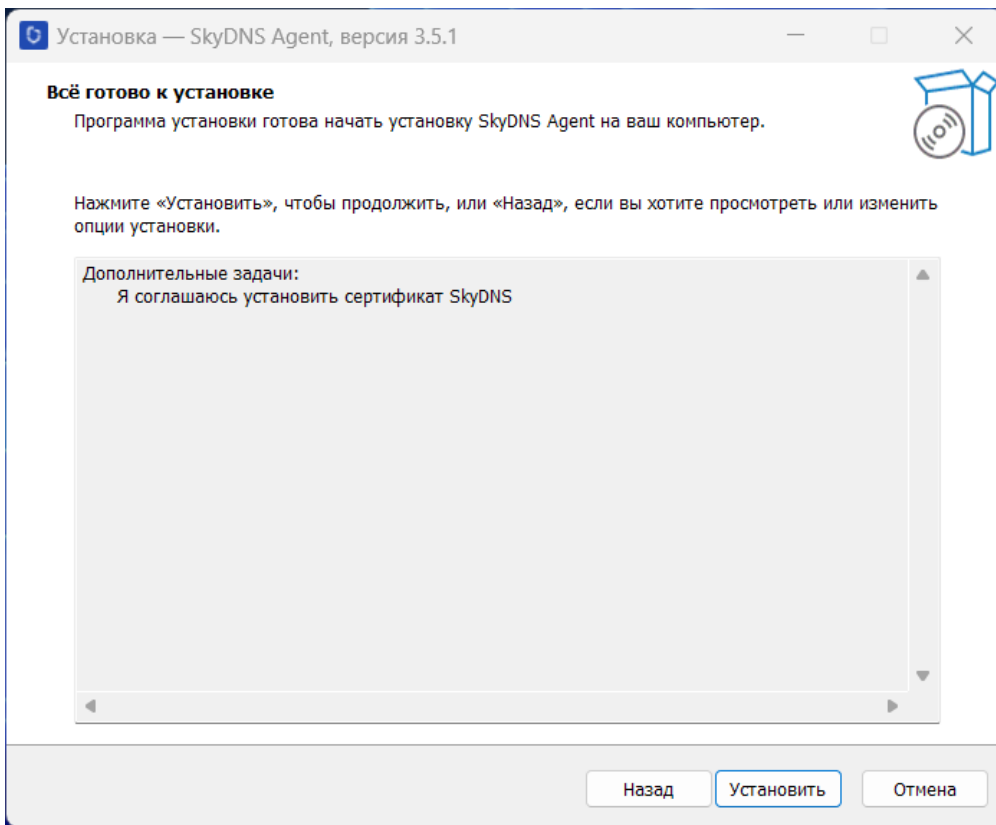 Установка — SkyDNS Agent, версия 3.5.1
Всё готово к установке
Программа установки готова начать установку SkyDNS Agent на ваш компьютер.
Нажмите «Установить», чтобы продолжить, или «Назад», если вы хотите просмотреть или изменить
опции установки.
Дополнительные задачи:
Я соглашаюсь установить сертификат SkyDNS
Назад
Установить
Отмена